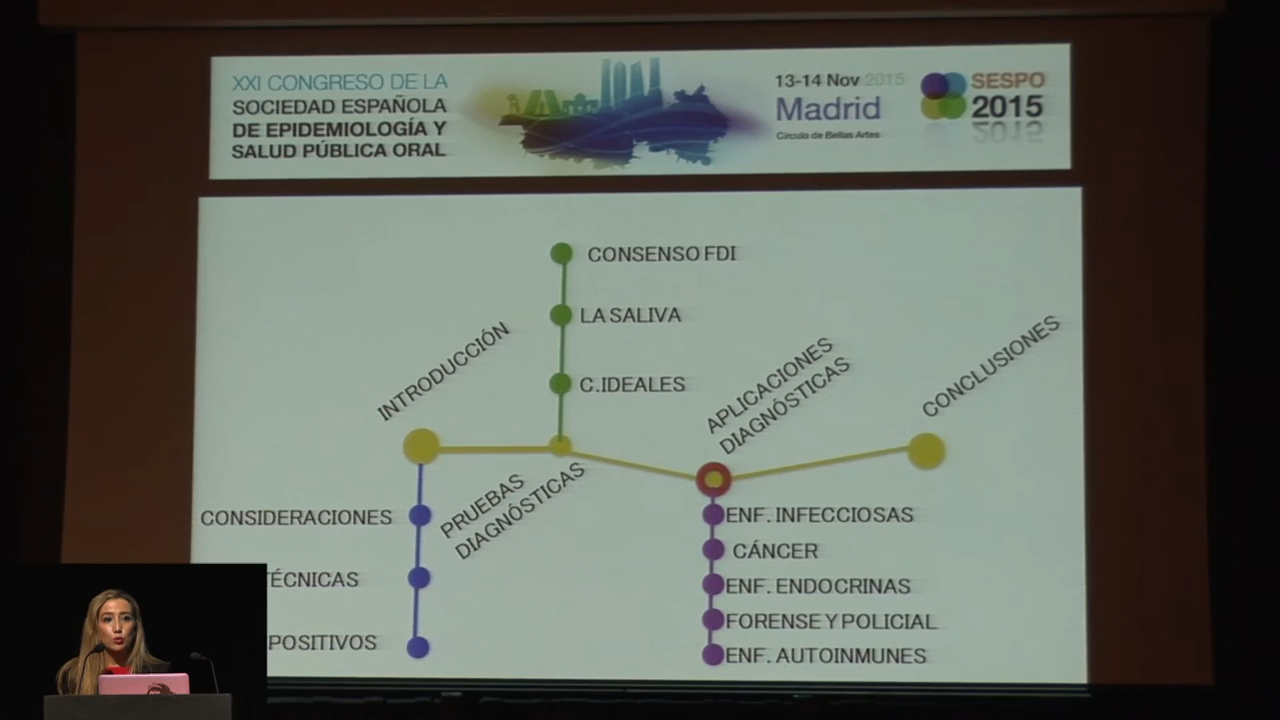 XXI CONGRESO DE LA
SOCIEDAD ESPAÑOLA
DE EPIDEMIOLOGÍA Y
SALUD PÚBLICA ORAL
13-14 Nov 2015
Madrid
Círculo de Bellas Artes
SESPO
2015
CONSENSO FDI
LA SALIVA
C.IDEALES
INTRODUCCIÓN
PRUEBAS
DIAGNÓSTICAS
APLICACIONES
DIAGNÓSTICAS
CONCLUSIONES
CONSIDERACIONES
TÉCNICAS
POSITIVOS
ENF. INFECCIOSAS
CÁNCER
ENF. ENDOCRINAS
FORENSE Y POLICIAL
ENF. AUTOINMUNES